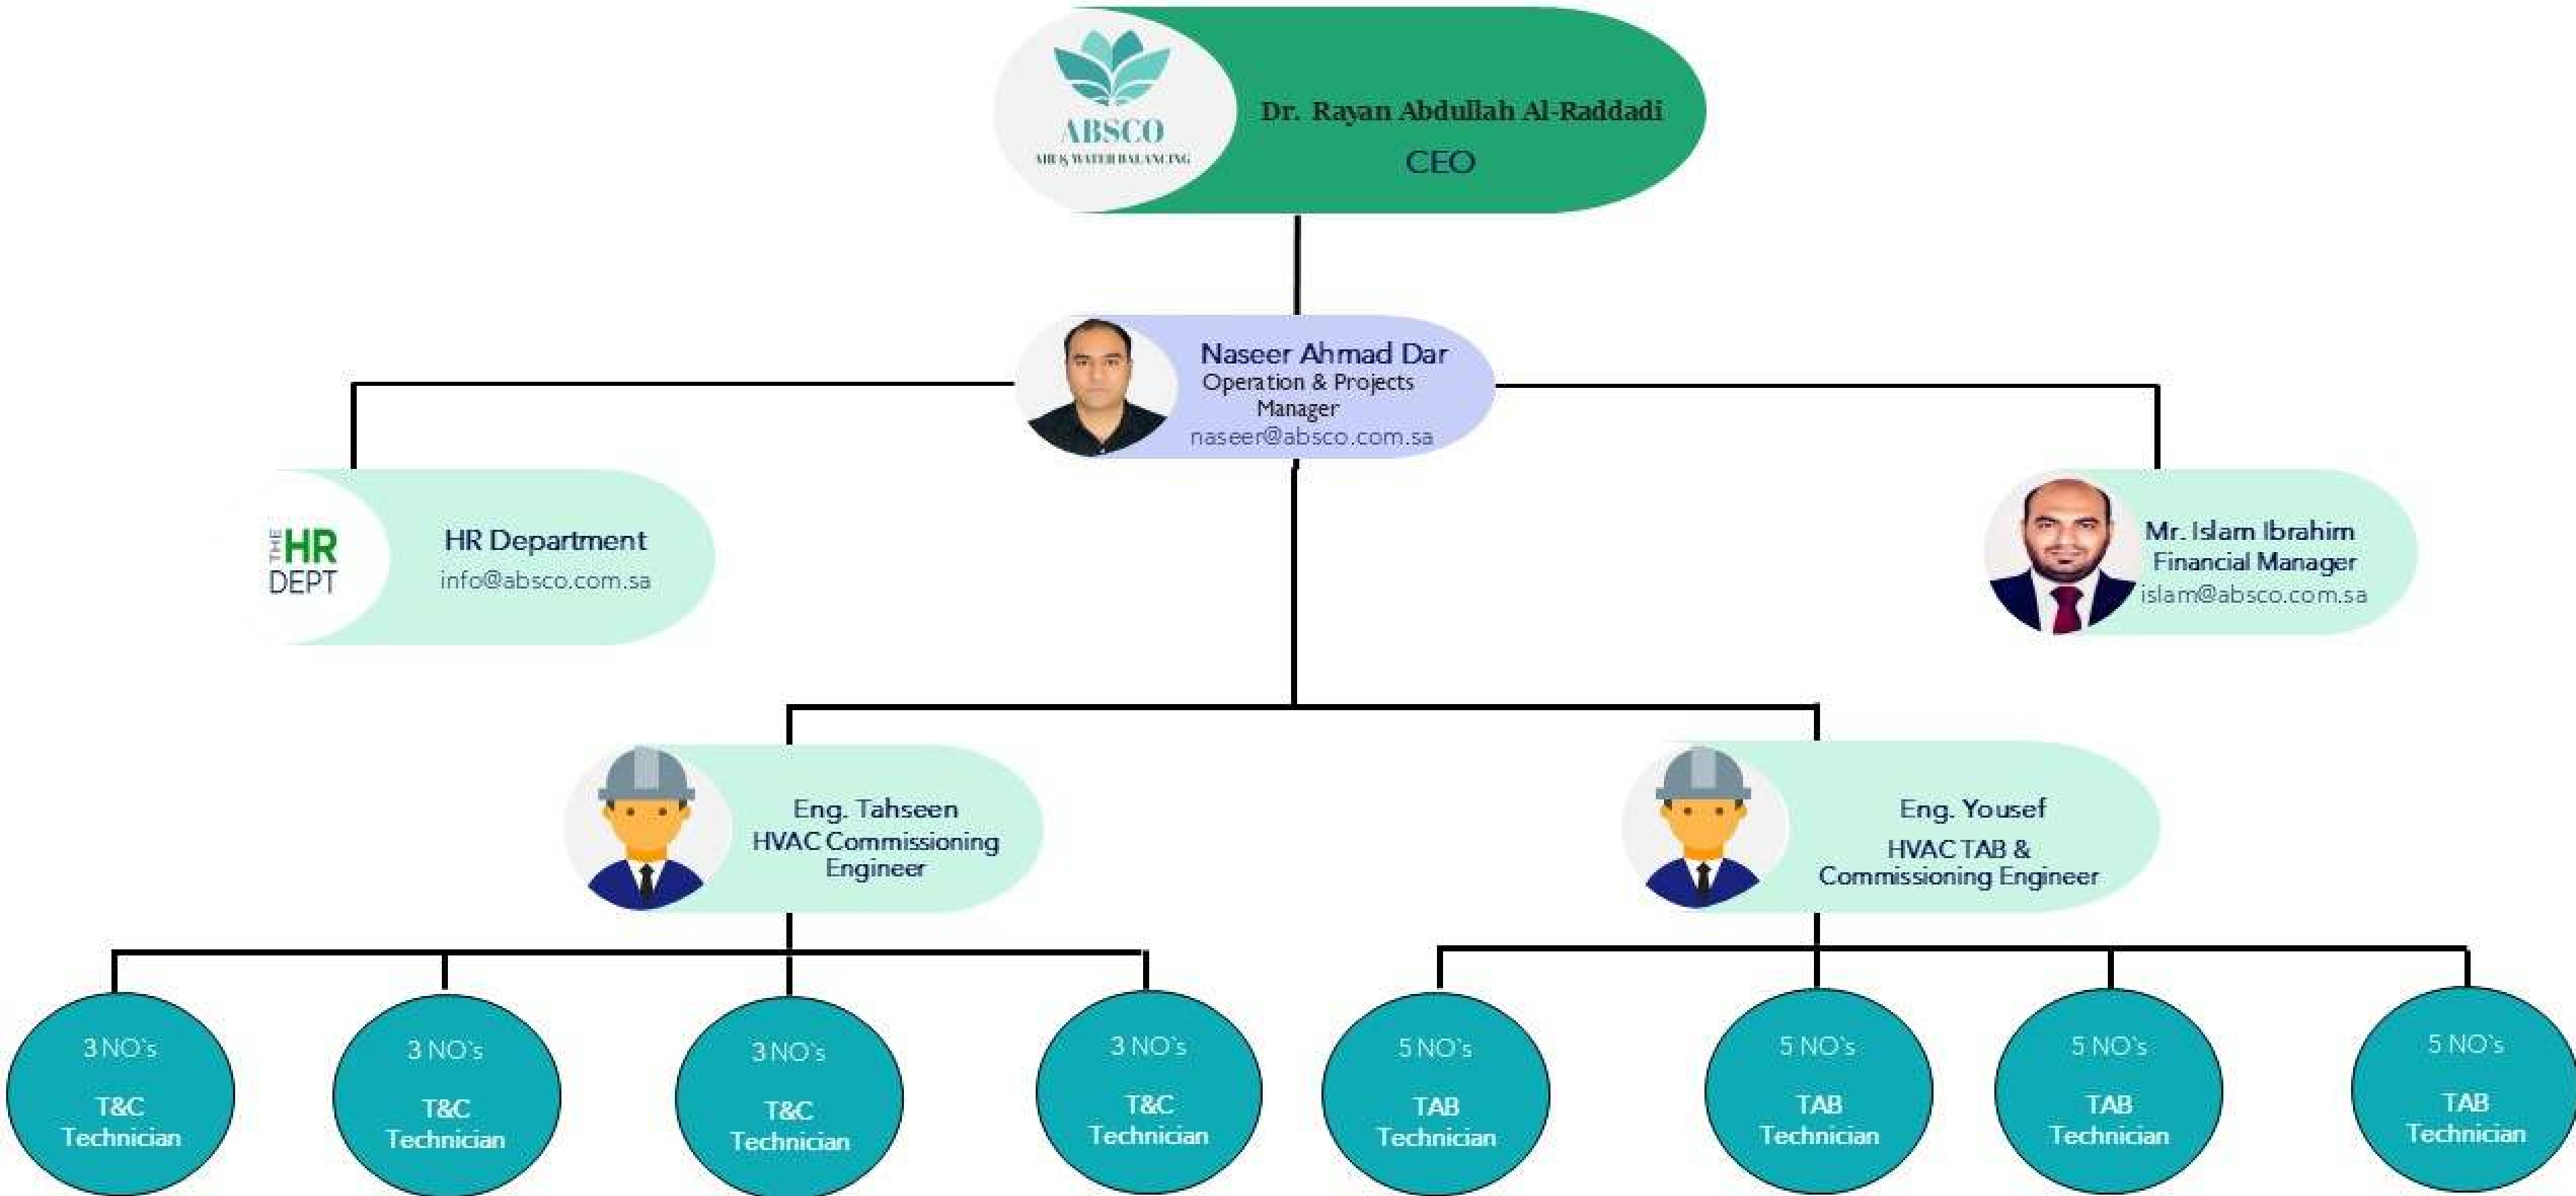 ABSCO
AIR & WATER BALANCING
Dr. Rayan Abdullah Al-Raddadi
CEO
Naseer Ahmad Dar
Operation & Projects
Manager
naseer@absco.com.sa
THE HR
DEPT
HR Department
info@absco.com.sa
Mr. Islam Ibrahim
Financial Manager
islam@absco.com.sa
Eng. Tahseen
HVAC Commissioning
Engineer
Eng. Yousef
HVAC TAB &
Commissioning Engineer
3 NO`s
T&C
Technician
3 NO`s
T&C
Technician
3 NO`s
T&C
Technician
3 NO`s
T&C
Technician
5 NO`s
TAB
Technician
5 NO`s
TAB
Technician
5 NO`s
TAB
Technician
5 NO`s
TAB
Technician